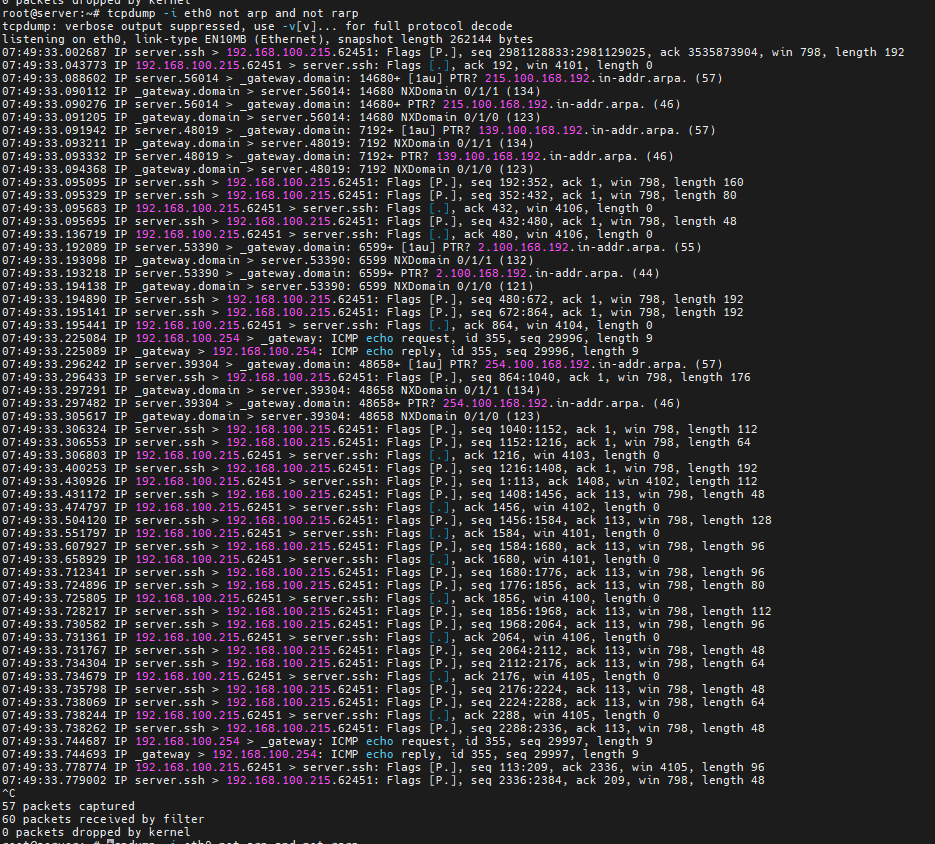 0 packets dropped by kernel
root@server:~# tcpdump -i eth0 not arp and not rarp
tcpdump: verbose output suppressed, use -v[v]... for full protocol decode
listening on eth0, link-type EN10MB (Ethernet), snapshot length 262144 bytes
07:49:33.002687 IP server.ssh > 192.168.100.215.62451: Flags [P.], seq 2981128833:2981129025, ack 3535873904, win 798, length 192
07:49:33.043773 IP 192.168.100.215.62451 > server.ssh: Flags [.], ack 192, win 4101, length 0
07:49:33.088602 IP server.56014 > _gateway.domain: 14680+ [1au] PTR? 215.100.168.192.in-addr.arpa. (57)
07:49:33.090112 IP _gateway.domain > server.56014: 14680 NXDomain 0/1/1 (134)
07:49:33.090276 IP server.56014 > _gateway.domain: 14680+ PTR? 215.100.168.192.in-addr.arpa. (46)
07:49:33.091205 IP _gateway.domain > server.56014: 14680 NXDomain 0/1/0 (123)
07:49:33.091942 IP server.48019 > _gateway.domain: 7192+ [1au] PTR? 139.100.168.192.in-addr.arpa. (57)
07:49:33.093211 IP _gateway.domain > server.48019: 7192 NXDomain 0/1/1 (134)
07:49:33.093332 IP server.48019 > _gateway.domain: 7192+ PTR? 139.100.168.192.in-addr.arpa. (46)
07:49:33.094368 IP _gateway.domain > server.48019: 7192 NXDomain 0/1/0 (123)
07:49:33.095095 IP server.ssh > 192.168.100.215.62451: Flags [P.], seq 192:352, ack 1, win 798, length 160
07:49:33.095329 IP server.ssh > 192.168.100.215.62451: Flags [P.], seq 352:432, ack 1, win 798, length 80
07:49:33.095683 IP 192.168.100.215.62451 > server.ssh: Flags [.], ack 432, win 4106, length 0
07:49:33.095695 IP server.ssh > 192.168.100.215.62451: Flags [P.], seq 432:480, ack 1, win 798, length 48
07:49:33.136719 IP 192.168.100.215.62451 > server.ssh: Flags [.], ack 480, win 4106, length 0
07:49:33.192089 IP server.53390 > _gateway.domain: 6599+ [1au] PTR? 2.100.168.192.in-addr.arpa. (55)
07:49:33.193098 IP _gateway.domain > server.53390: 6599 NXDomain 0/1/1 (132)
07:49:33.193218 IP server.53390 > _gateway.domain: 6599+ PTR? 2.100.168.192.in-addr.arpa. (44)
07:49:33.194138 IP _gateway.domain > server.53390: 6599 NXDomain 0/1/0 (121)
07:49:33.194890 IP server.ssh > 192.168.100.215.62451: Flags [P.], seq 480:672, ack 1, win 798, length 192
07:49:33.195141 IP server.ssh > 192.168.100.215.62451: Flags [P.], seq 672:864, ack 1, win 798, length 192
07:49:33.195441 IP 192.168.100.215.62451 > server.ssh: Flags [.], ack 864, win 4104, length 0
07:49:33.225084 IP 192.168.100.254 > _gateway: ICMP echo request, id 355, seq 29996, length 9
07:49:33.225089 IP _gateway > 192.168.100.254: ICMP echo reply, id 355, seq 29996, length 9
07:49:33.296242 IP server.39304 > _gateway.domain: 48658+ [1au] PTR? 254.100.168.192.in-addr.arpa. (57)
07:49:33.296433 IP server.ssh > 192.168.100.215.62451: Flags [P.], seq 864:1040, ack 1, win 798, length 176
07:49:33.297291 IP _gateway.domain > server.39304: 48658 NXDomain 0/1/1 (134)
07:49:33.297482 IP server.39304 > _gateway.domain: 48658+ PTR? 254.100.168.192.in-addr.arpa. (46)
07:49:33.305617 IP _gateway.domain > server.39304: 48658 NXDomain 0/1/0 (123)
07:49:33.306324 IP server.ssh > 192.168.100.215.62451: Flags [P.], seq 1040:1152, ack 1, win 798, length 112
07:49:33.306553 IP server.ssh > 192.168.100.215.62451: Flags [P.], seq 1152:1216, ack 1, win 798, length 64
07:49:33.306803 IP 192.168.100.215.62451 > server.ssh: Flags [.], ack 1216, win 4103, length 0
07:49:33.400253 IP server.ssh > 192.168.100.215.62451: Flags [P.], seq 1216:1408, ack 1, win 798, length 192
07:49:33.430926 IP 192.168.100.215.62451 > server.ssh: Flags [P.], seq 1:113, ack 1408, win 4102, length 112
07:49:33.431172 IP server.ssh > 192.168.100.215.62451: Flags [P.], seq 1408:1456, ack 113, win 798, length 48
07:49:33.474797 IP 192.168.100.215.62451 > server.ssh: Flags [.], ack 1456, win 4102, length 0
07:49:33.504120 IP server.ssh > 192.168.100.215.62451: Flags [P.], seq 1456:1584, ack 113, win 798, length 128
07:49:33.551797 IP 192.168.100.215.62451 > server.ssh: Flags [.], ack 1584, win 4101, length 0
07:49:33.607927 IP server.ssh > 192.168.100.215.62451: Flags [P.], seq 1584:1680, ack 113, win 798, length 96
07:49:33.658929 IP 192.168.100.215.62451 > server.ssh: Flags [.], ack 1680, win 4101, length 0
07:49:33.712341 IP server.ssh > 192.168.100.215.62451: Flags [P.], seq 1680:1776, ack 113, win 798, length 96
07:49:33.724896 IP server.ssh > 192.168.100.215.62451: Flags [P.], seq 1776:1856, ack 113, win 798, length 80
07:49:33.725805 IP 192.168.100.215.62451 > server.ssh: Flags [.], ack 1856, win 4100, length 0
07:49:33.728217 IP server.ssh > 192.168.100.215.62451: Flags [P.], seq 1856:1968, ack 113, win 798, length 112
07:49:33.730582 IP server.ssh > 192.168.100.215.62451: Flags [P.], seq 1968:2064, ack 113, win 798, length 96
07:49:33.731361 IP 192.168.100.215.62451 > server.ssh: Flags [.], ack 2064, win 4106, length 0
07:49:33.731767 IP server.ssh > 192.168.100.215.62451: Flags [P.], seq 2064:2112, ack 113, win 798, length 48
07:49:33.734304 IP server.ssh > 192.168.100.215.62451: Flags [P.], seq 2112:2176, ack 113, win 798, length 64
07:49:33.734679 IP 192.168.100.215.62451 > server.ssh: Flags [.], ack 2176, win 4105, length 0
07:49:33.735798 IP server.ssh > 192.168.100.215.62451: Flags [P.], seq 2176:2224, ack 113, win 798, length 48
07:49:33.738069 IP server.ssh > 192.168.100.215.62451: Flags [P.], seq 2224:2288, ack 113, win 798, length 64
07:49:33.738244 IP 192.168.100.215.62451 > server.ssh: Flags [.], ack 2288, win 4105, length 0
07:49:33.738262 IP server.ssh > 192.168.100.215.62451: Flags [P.], seq 2288:2336, ack 113, win 798, length 48
07:49:33.744687 IP 192.168.100.254 > _gateway: ICMP echo request, id 355, seq 29997, length 9
07:49:33.744693 IP _gateway > 192.168.100.254: ICMP echo reply, id 355, seq 29997, length 9
07:49:33.778774 IP 192.168.100.215.62451 > server.ssh: Flags [P.], seq 113:209, ack 2336, win 4105, length 96
07:49:33.779002 IP server.ssh > 192.168.100.215.62451: Flags [P.], seq 2336:2384, ack 209, win 798, length 48
^C
57 packets captured
60 packets received by filter
0 packets dropped by kernel
root@server:~# tcpdump -i eth0 not arp and not rarp